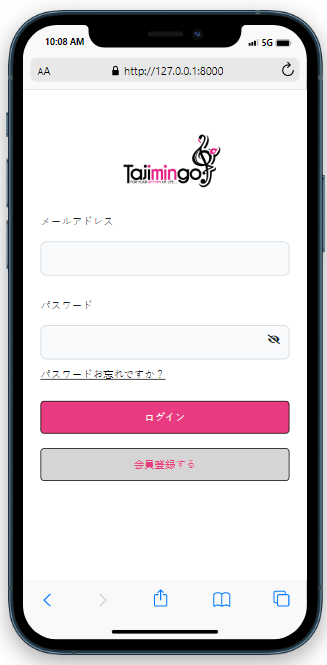 10:08 AM
5G
AA
http://127.0.0.1:8000
Tajimingo
FOR YOUR RHYTHM OF LIFE
メールアドレス
パスワード
パスワードお忘れですか？
ログイン
会員登録する